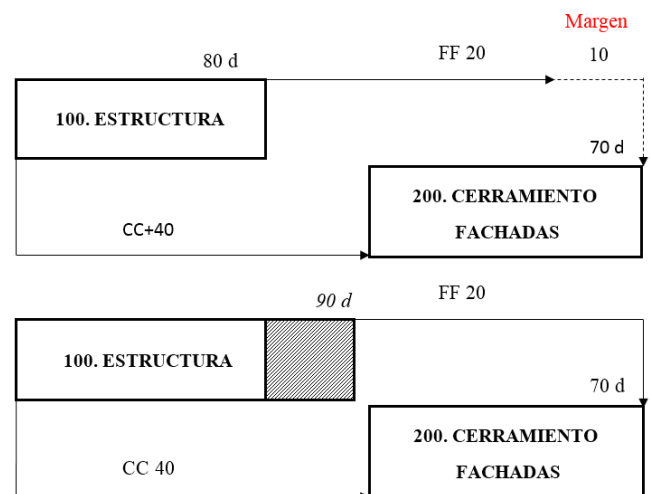 Margen
80 d
FF 20
10
100. ESTRUCTURA
70 d
200. CERRAMIENTO
FACHADAS
CC+40
90 d
FF 20
100. ESTRUCTURA
70 d
200. CERRAMIENTO
FACHADAS
CC 40